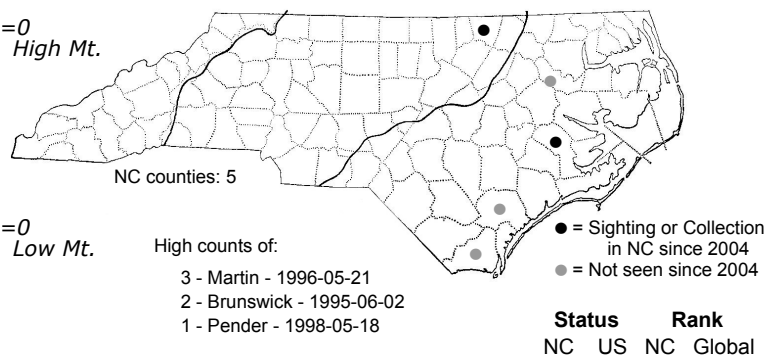 =0
High Mt.
NC counties: 5
=0
Low Mt.
High counts of:
3 - Martin - 1996-05-21
2 - Brunswick - 1995-06-02
1 - Pender - 1998-05-18
● = Sighting or Collection
in NC since 2004
● = Not seen since 2004
Status Rank
NC US NC Global